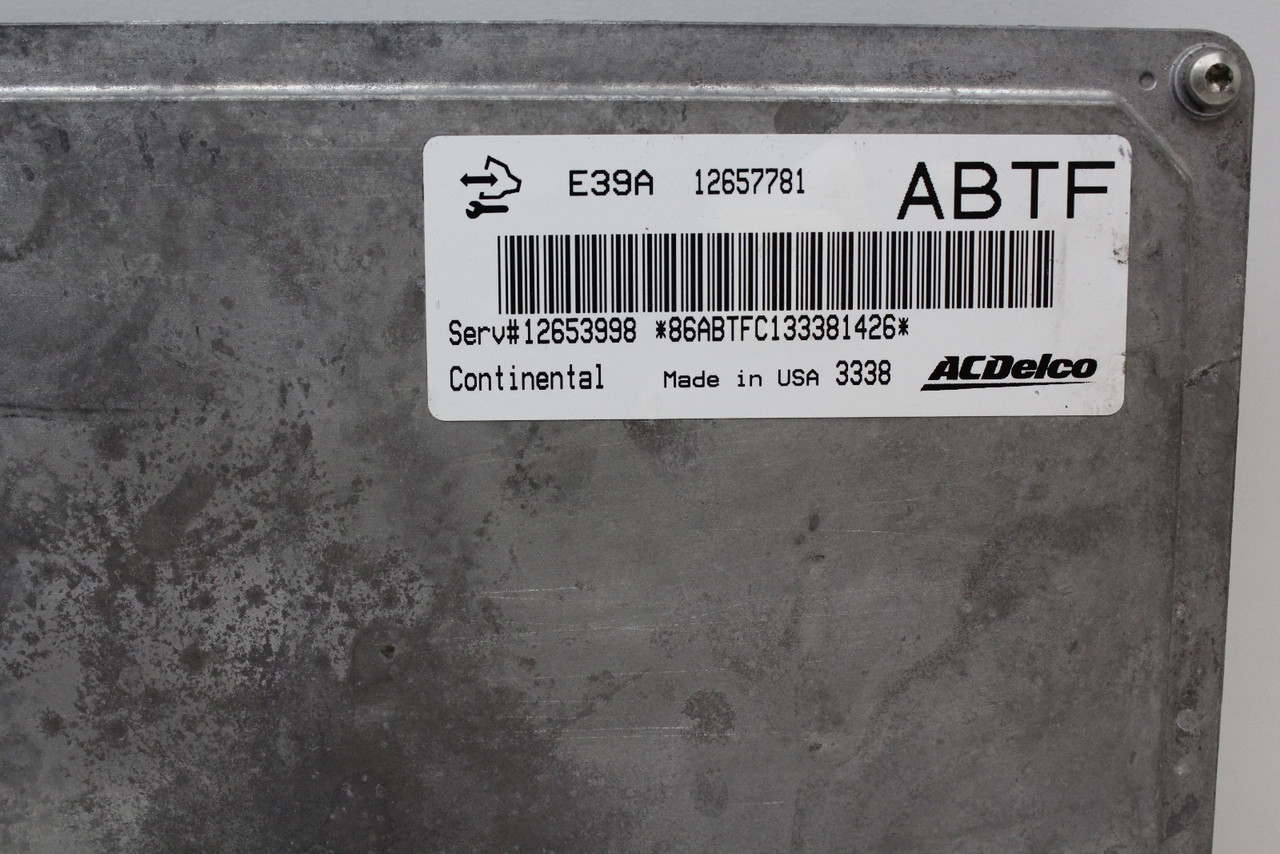 E39A 12657781 ABTF
Serv#12653998 *86ABTFC133381426*
Continental Made in USA 3338 ACDelco